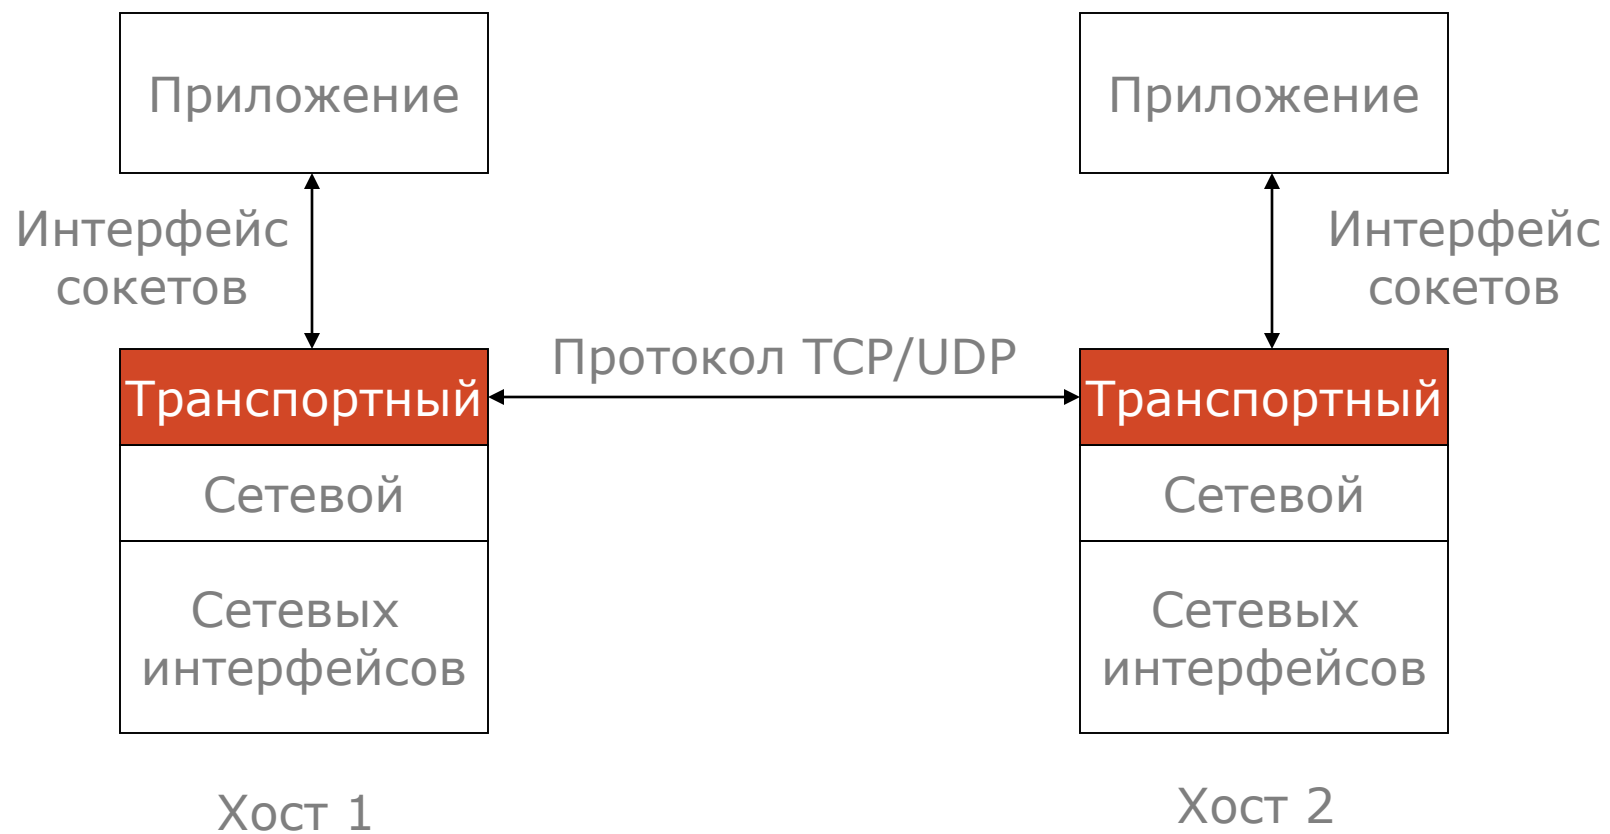 Приложение
Приложение
Интерфейс
сокетов
Интерфейс
сокетов
Протокол TCP/UDP
Транспортный
Транспортный
Сетевой
Сетевой
Сетевых
интерфейсов
Сетевых
интерфейсов
Хост 1
Хост 2